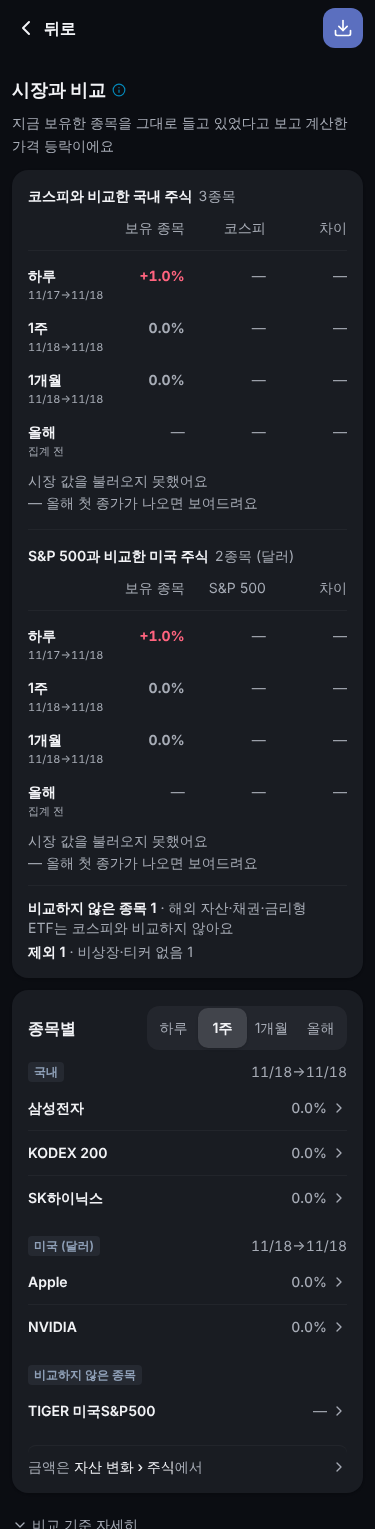 뒤로
시장과 비교
지금 보유한 종목을 그대로 들고 있었다고 보고 계산한
가격 등락이에요
코스피와 비교한 국내 주식 3종목
보유 종목 코스피 차이
하루 +1.0% — —
11/17→11/18
1주 0.0% — —
11/18→11/18
1개월 0.0% — —
11/18→11/18
올해 — — —
집계 전
시장 값을 불러오지 못했어요
— 올해 첫 종가가 나오면 보여드려요
S&P 500과 비교한 미국 주식 2종목 (달러)
보유 종목 S&P 500 차이
하루 +1.0% — —
11/17→11/18
1주 0.0% — —
11/18→11/18
1개월 0.0% — —
11/18→11/18
올해 — — —
집계 전
시장 값을 불러오지 못했어요
— 올해 첫 종가가 나오면 보여드려요
비교하지 않은 종목 1 · 해외 자산·채권·금리형
ETF는 코스피와 비교하지 않아요
제외 1 · 비상장·티커 없음 1
종목별 하루 1주 1개월 올해
국내 11/18→11/18
삼성전자 0.0%
KODEX 200 0.0%
SK하이닉스 0.0%
미국 (달러) 11/18→11/18
Apple 0.0%
NVIDIA 0.0%
비교하지 않은 종목
TIGER 미국S&P500 —
금액은 자산 변화 › 주식에서
비교 기준 자세히